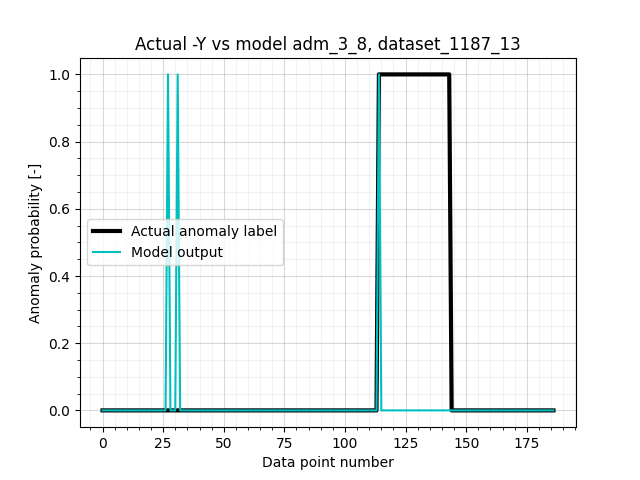 Actual -Y vs model adm_3_8, dataset_1187_13
1.0
0.8
0.6
0.4
0.2
0.0
Anomaly probability [-]
Actual anomaly label
Model output
0 25 50 75 100 125 150 175
Data point number